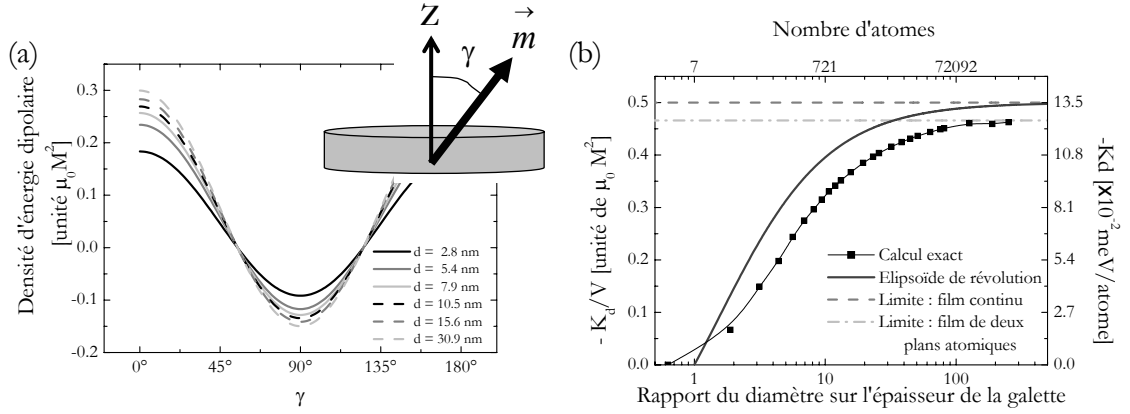 (a)
Densité d'énergie dipolaire
[unité μ₀M²]
0.3
0.2
0.1
0.0
-0.1
-0.2
0°
45°
90°
135°
180°
γ
Z
γ
m
d = 2.8 nm
d = 5.4 nm
d = 7.9 nm
d = 10.5 nm
d = 15.6 nm
d = 30.9 nm
(b)
Nombre d'atomes
7
721
72092
- K_d/V [unité de μ₀ M²]
0.5
0.4
0.3
0.2
0.1
0.0
13.5
10.8
8.1
5.4
2.7
0.0
-Kd [x10⁻² meV/atome]
Calcul exact
Elipsoïde de révolution
Limite : film continu
Limite : film de deux
plans atomiques
1
10
100
Rapport du diamètre sur l'épaisseur de la galette